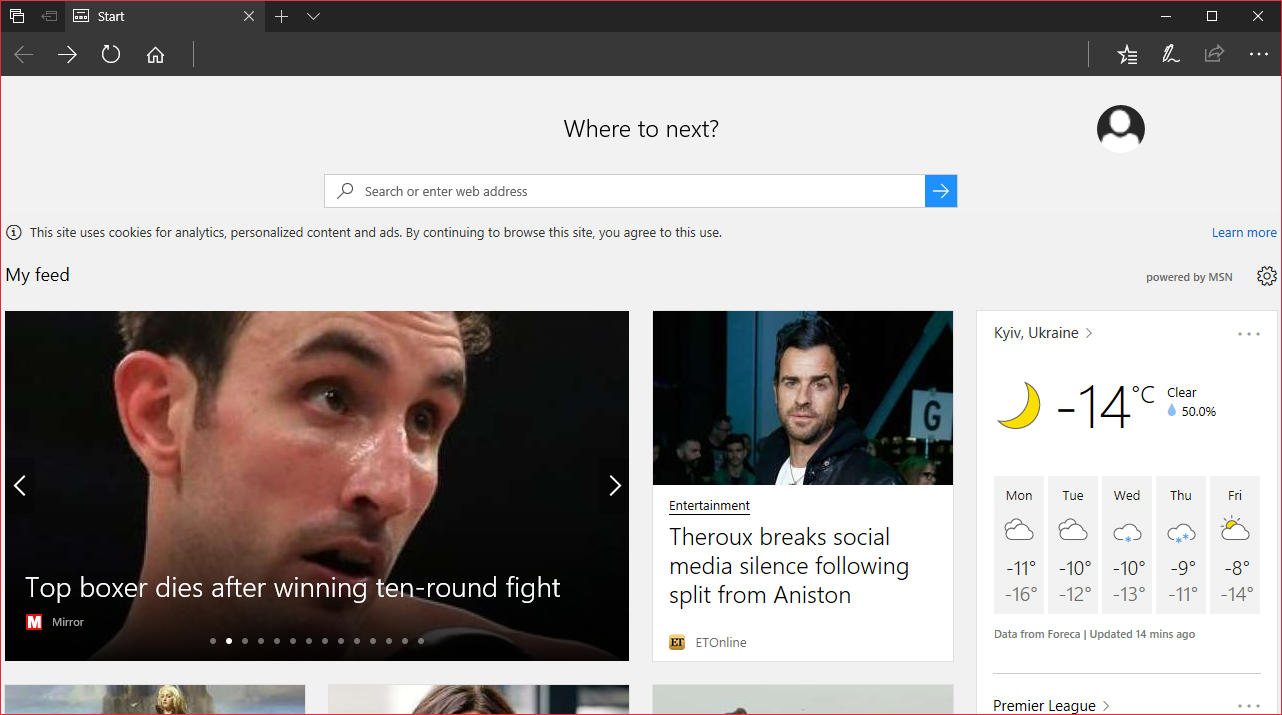 Start
Where to next?
Search or enter web address
This site uses cookies for analytics, personalized content and ads. By continuing to browse this site, you agree to this use.
Learn more
My feed
powered by MSN
Top boxer dies after winning ten-round fight
M Mirror
G
Entertainment
Theroux breaks social
media silence following
split from Aniston
ET ETOnline
Kyiv, Ukraine
-14°C
Clear
50.0%
Mon Tue Wed Thu Fri
-11° -10° -10° -9° -8°
-16° -12° -13° -11° -14°
Data from Foreca | Updated 14 mins ago
Premier League